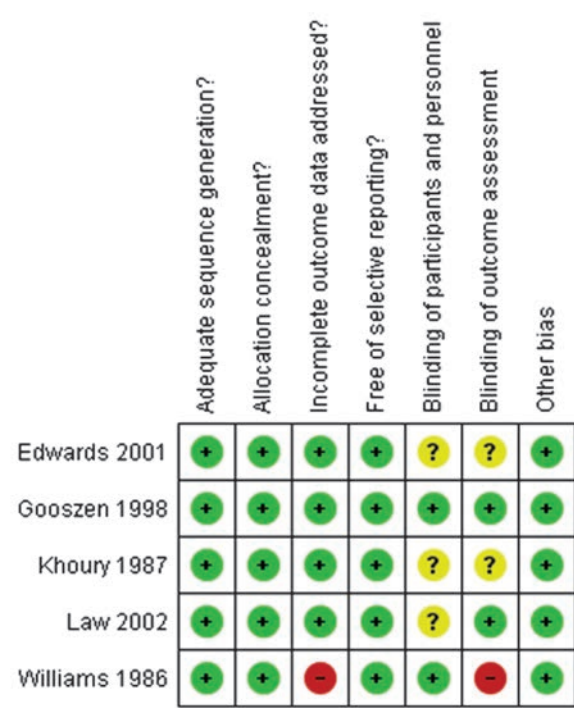 Adequate sequence generation?
Allocation concealment?
Incomplete outcome data addressed?
Free of selective reporting?
Blinding of participants and personnel
Blinding of outcome assessment
Other bias
Edwards 2001 + + + + ? ? +
Gooszen 1998 + + + + + + +
Khoury 1987 + + + + ? ? +
Law 2002 + + + + ? + +
Williams 1986 + + - + + - +